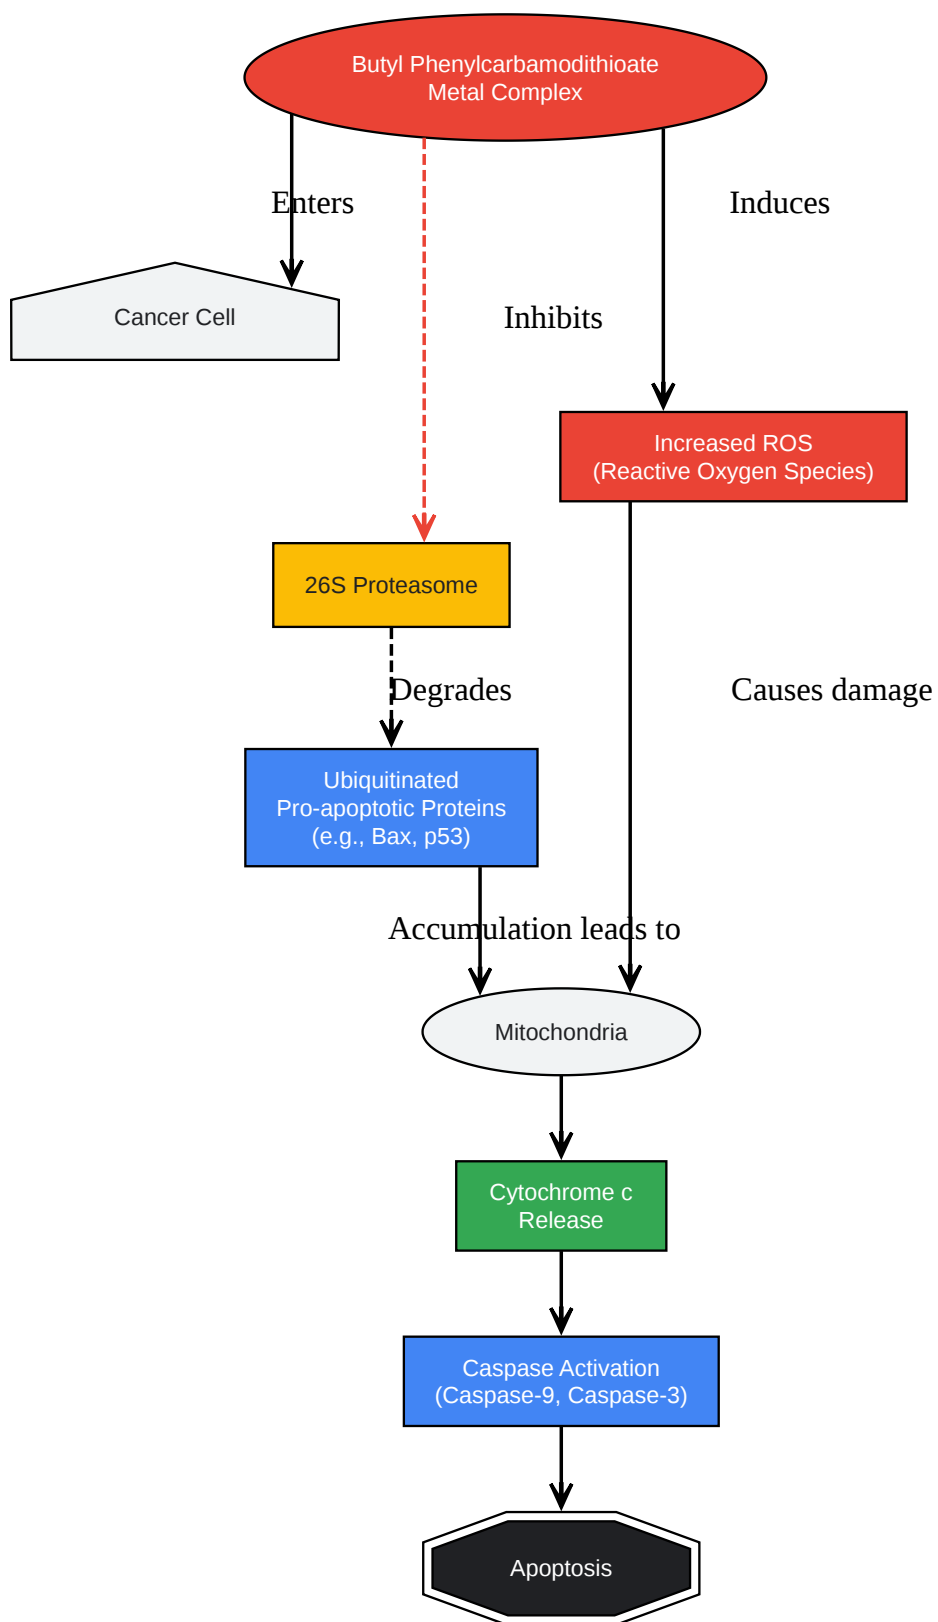 Butyl Phenylcarbamodithioate
Metal Complex
Enters
Induces
Cancer Cell
Inhibits
Increased ROS
(Reactive Oxygen Species)
26S Proteasome
Degrades
Causes damage
Ubiquitinated
Pro-apoptotic Proteins
(e.g., Bax, p53)
Accumulation leads to
Mitochondria
Cytochrome c
Release
Caspase Activation
(Caspase-9, Caspase-3)
Apoptosis